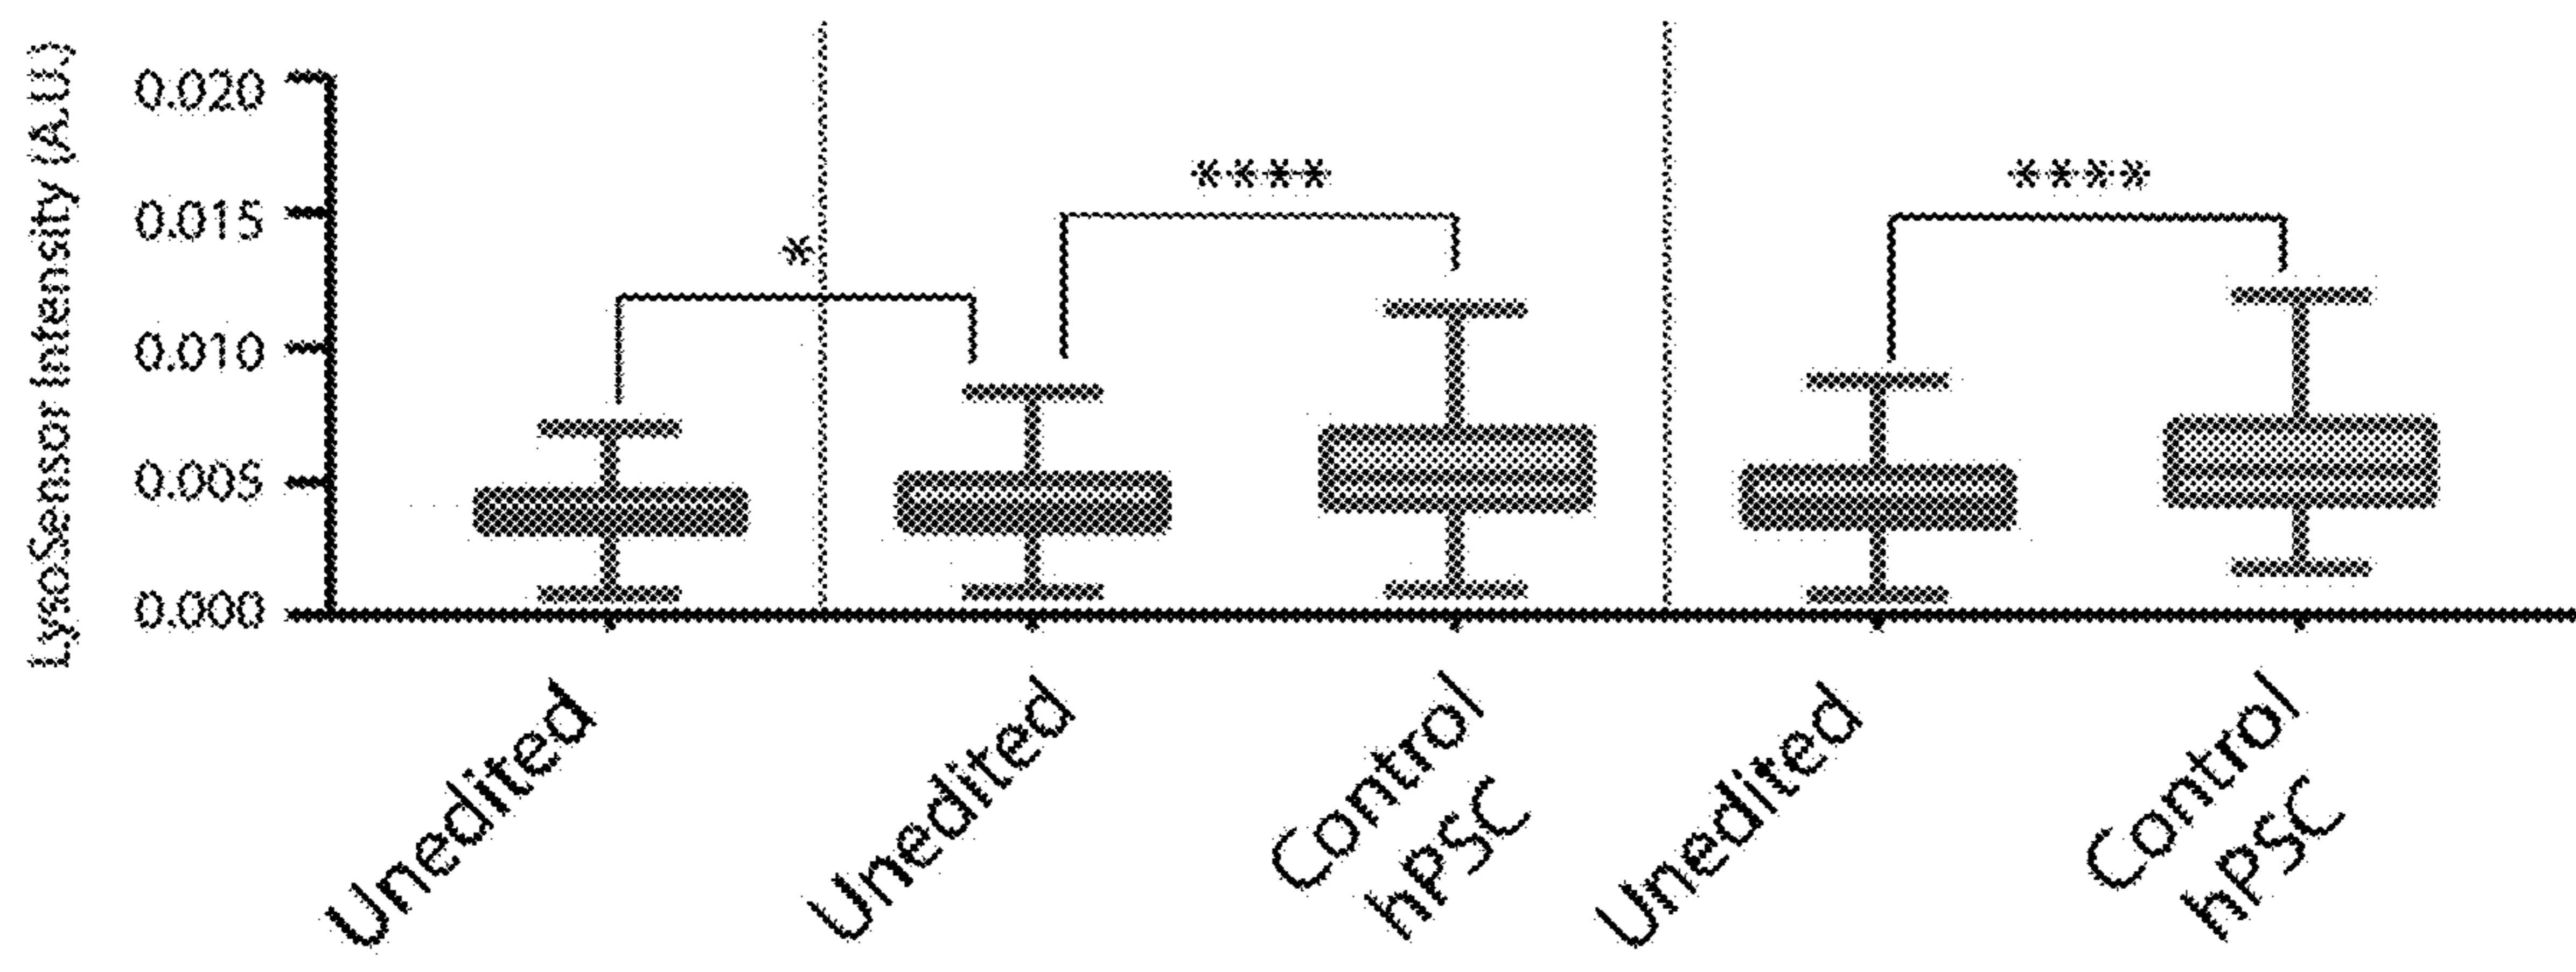 LysoSensor Intensity (A.U.)
0.020
0.015
0.010
0.005
0.000
*
****
****
Unedited
Unedited
Control
hPSC
Unedited
Control
hPSC